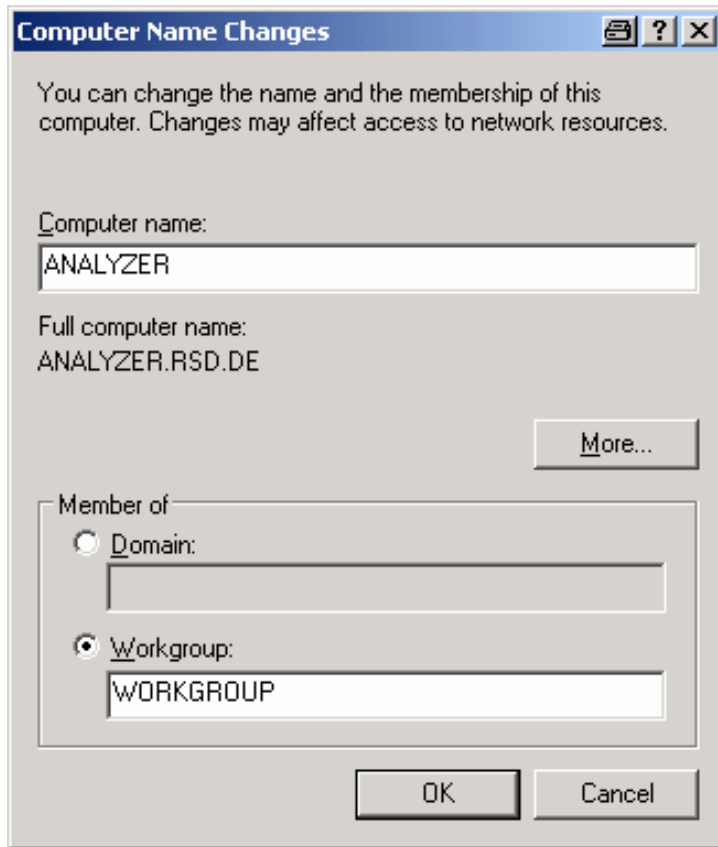 Computer Name Changes
You can change the name and the membership of this
computer. Changes may affect access to network resources.
Computer name:
ANALYZER
Full computer name:
ANALYZER.RSD.DE
More...
Member of
Domain:
Workgroup:
WORKGROUP
OK Cancel